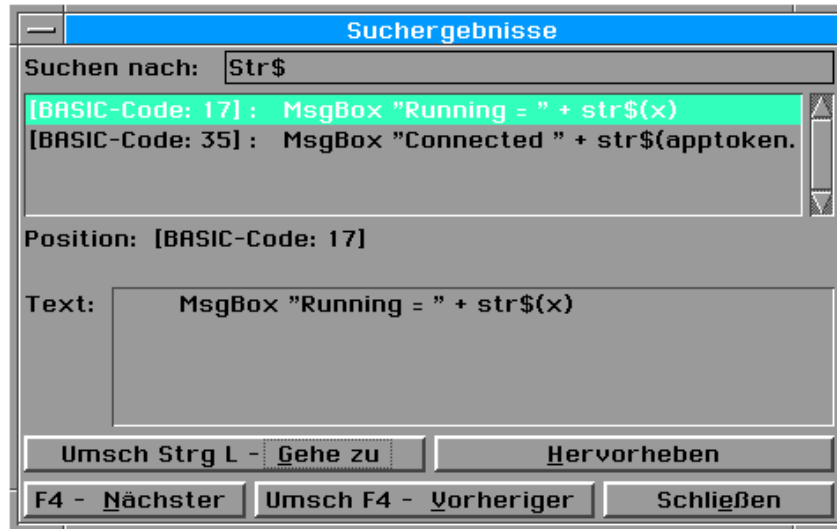 Suchergebnisse
Suchen nach: Str$
[BASIC-Code: 17] : MsgBox "Running = " + str$(x)
[BASIC-Code: 35] : MsgBox "Connected " + str$(apptoken.
Position: [BASIC-Code: 17]
Text: MsgBox "Running = " + str$(x)
Umsch Strg L - Gehe zu Hervorheben
F4 - Nächster Umsch F4 - Vorheriger Schließen